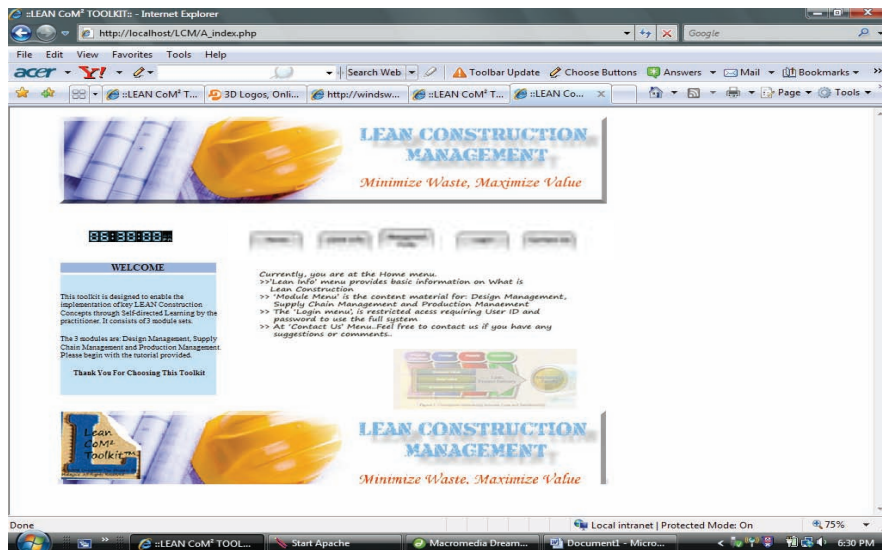 ::LEAN CoM² TOOLKIT:: - Internet Explorer
http://localhost/LCM/A_index.php
Google
File Edit View Favorites Tools Help
acer Y! Search Web Toolbar Update Choose Buttons Answers Mail Bookmarks
::LEAN CoM² T... 3D Logos, Onli... http://windsw... ::LEAN CoM² T... ::LEAN Co... Page Tools
LEAN CONSTRUCTION
MANAGEMENT
Minimize Waste, Maximize Value
WELCOME
This toolkit is designed to enable the
implementation of key LEAN Construction
Concepts through Self-directed Learning by the
practitioner. It consists of 3 module sets.
The 3 modules are: Design Management, Supply
Chain Management and Production Management.
Please begin with the tutorial provided.
Thank You For Choosing This Toolkit
Currently, you are at the Home menu.
>>'Lean Info' menu provides basic information on What is
Lean Construction
>> 'Module Menu' is the content material for: Design Management,
Supply Chain Management and Production Manaement
>> The 'Login menu', is restricted acess requiring User ID and
password to use the full system
>> At 'Contact Us' Menu..Feel free to contact us if you have any
suggestions or comments..
Lean
CoM²
Toolkit™
LEAN CONSTRUCTION
MANAGEMENT
Minimize Waste, Maximize Value
Done Local intranet | Protected Mode: On 75%
::LEAN CoM² TOOL... Start Apache Macromedia Dream... Document1 - Micro... 6:30 PM